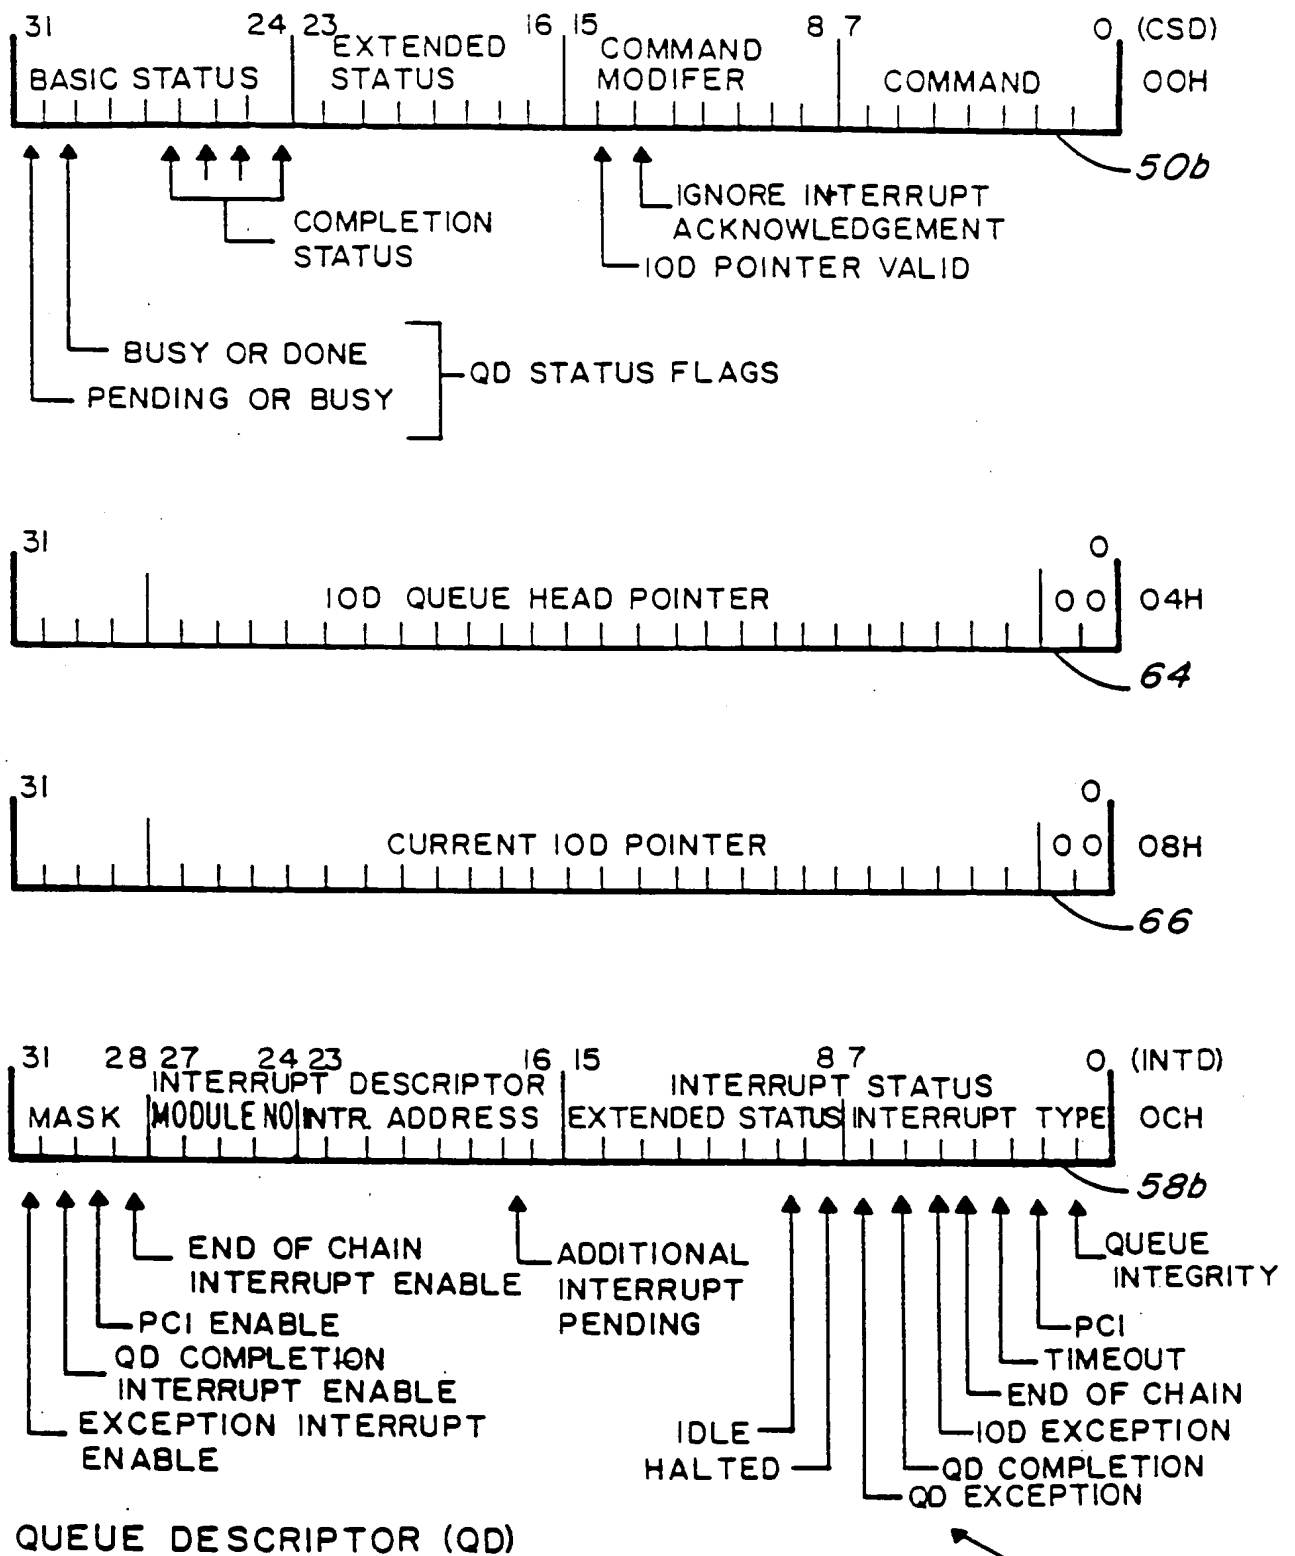 31 24 23 16 15 8 7 0 (CSD)
BASIC STATUS EXTENDED STATUS COMMAND MODIFER COMMAND 00H
50b
IGNORE INTERRUPT
ACKNOWLEDGEMENT
IOD POINTER VALID
COMPLETION
STATUS
BUSY OR DONE
PENDING OR BUSY
QD STATUS FLAGS
31 0
IOD QUEUE HEAD POINTER 0 0 04H
64
31 0
CURRENT IOD POINTER 0 0 08H
66
31 28 27 24 23 16 15 8 7 0 (INTD)
INTERRUPT DESCRIPTOR INTERRUPT STATUS
MASK MODULE NO INTR. ADDRESS EXTENDED STATUS INTERRUPT TYPE 0CH
58b
END OF CHAIN
INTERRUPT ENABLE
PCI ENABLE
QD COMPLETION
INTERRUPT ENABLE
EXCEPTION INTERRUPT
ENABLE
ADDITIONAL
INTERRUPT
PENDING
QUEUE
INTEGRITY
PCI
TIMEOUT
END OF CHAIN
IDLE
IOD EXCEPTION
HALTED
QD COMPLETION
QD EXCEPTION
QUEUE DESCRIPTOR (QD)